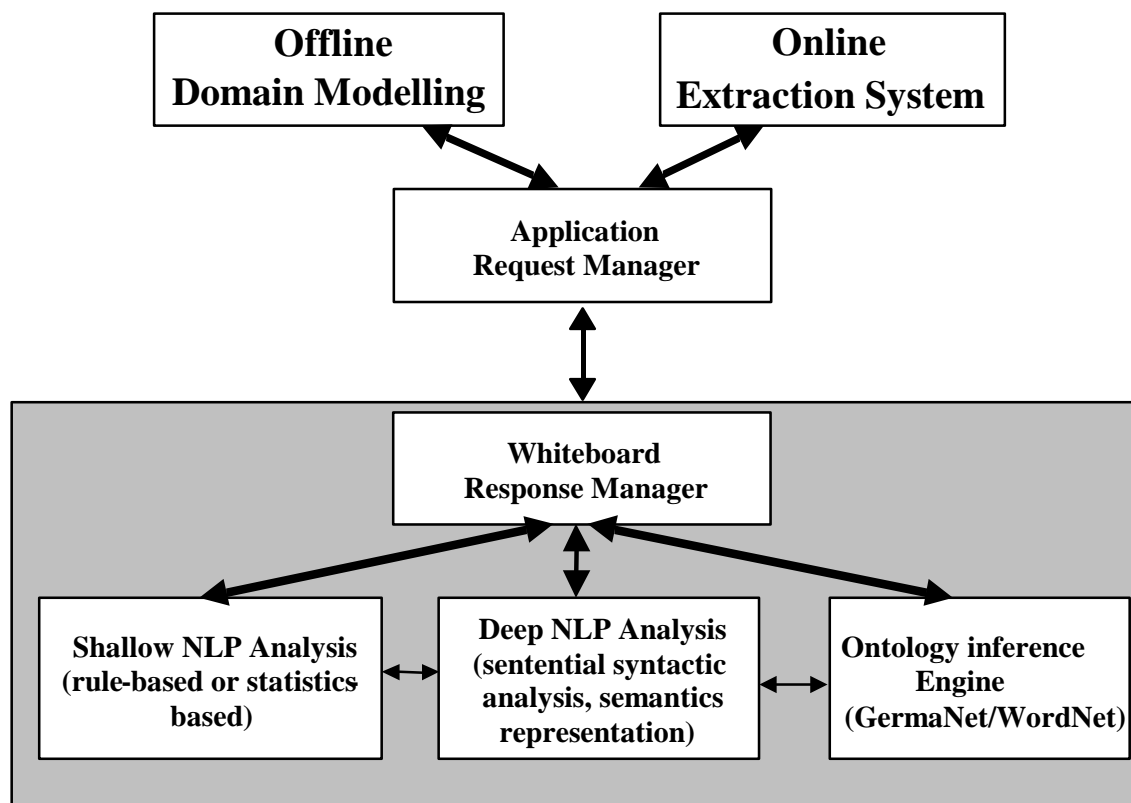 Offline
Domain Modelling
Online
Extraction System
Application
Request Manager
Whiteboard
Response Manager
Shallow NLP Analysis
(rule-based or statistics-
based)
Deep NLP Analysis
(sentential syntactic
analysis, semantics
representation)
Ontology inference
Engine
(GermaNet/WordNet)